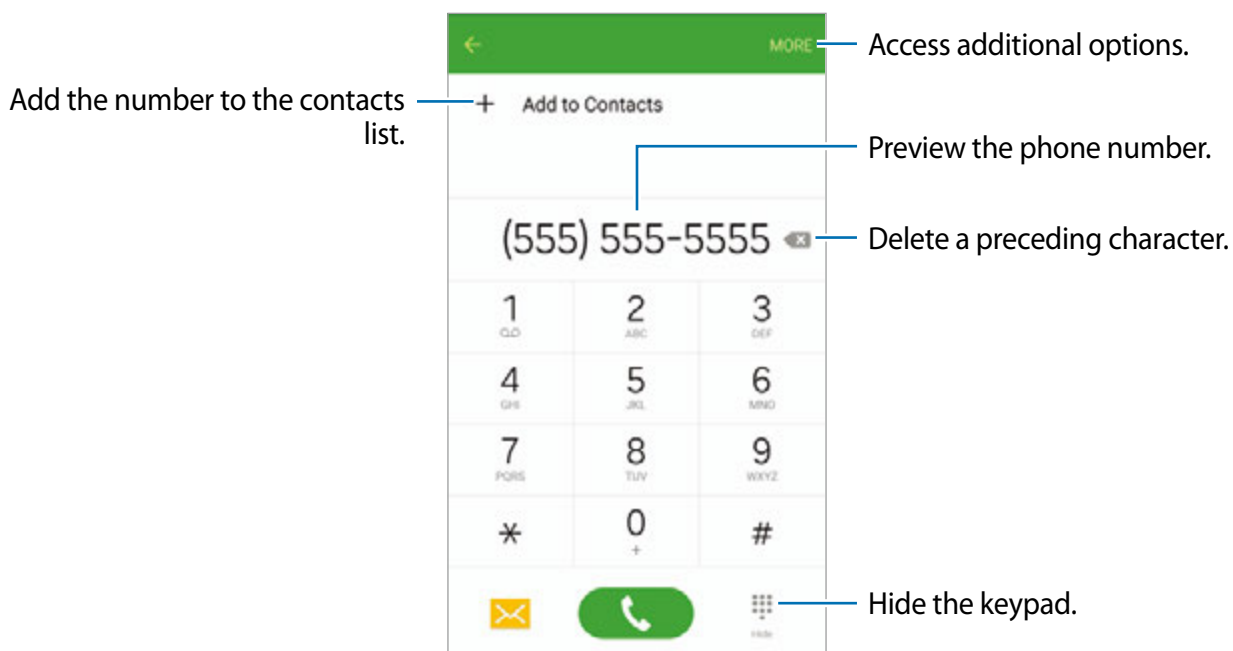 MORE
Access additional options.
Add the number to the contacts
list.
+ Add to Contacts
Preview the phone number.
(555) 555-5555
Delete a preceding character.
1 2 3
ABC DEF
4 5 6
GHI JKL MNO
7 8 9
PQRS TUV WXYZ
* 0 #
+
Hide the keypad.
Hide